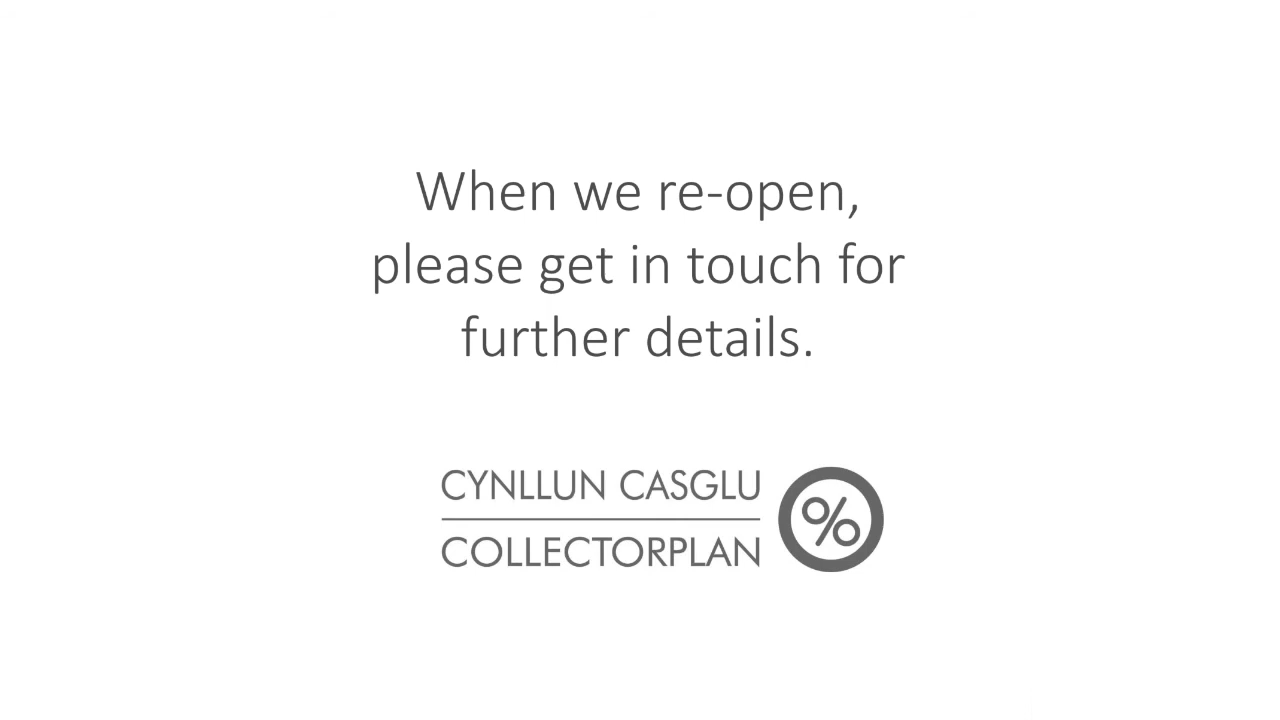 When we re-open,
please get in touch for
further details.
CYNLLUN CASGLU
COLLECTORPLAN
%